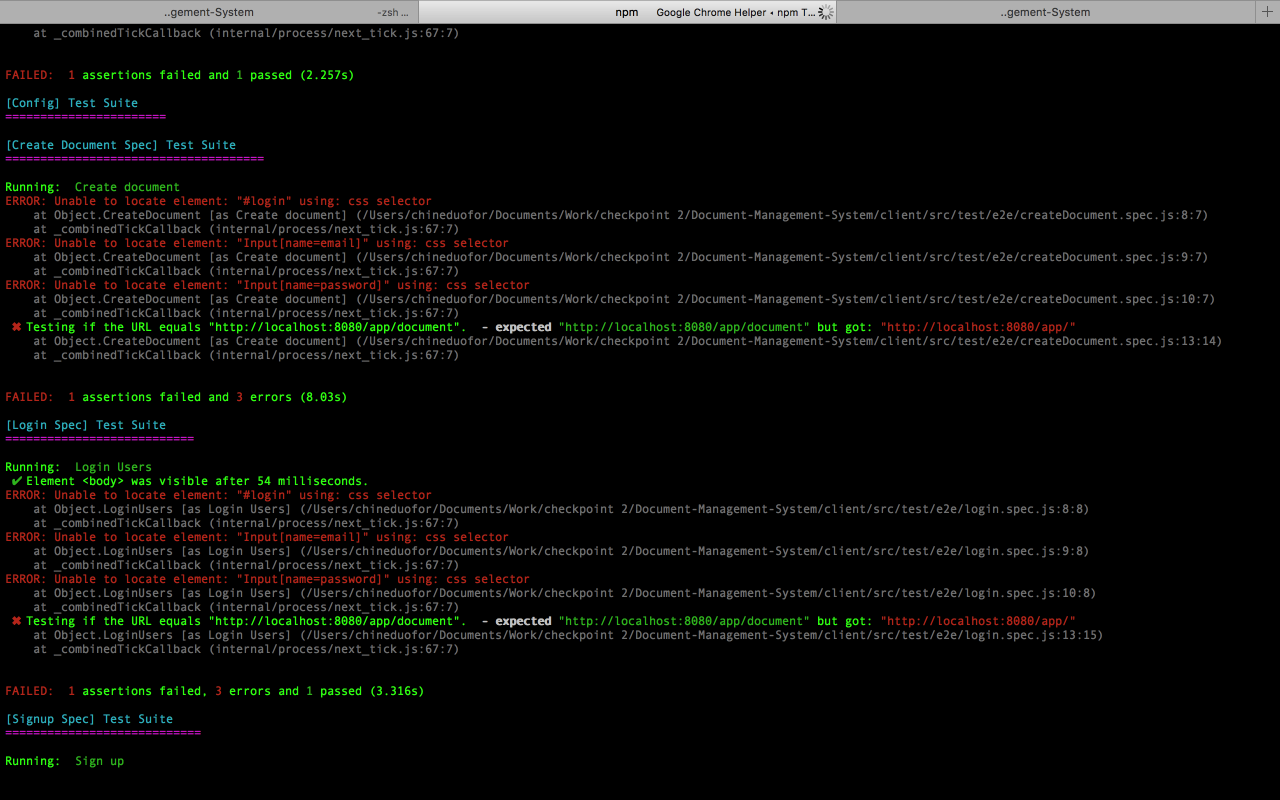 ..gement-System -zsh ... npm Google Chrome Helper • npm T... ..gement-System +
at _combinedTickCallback (internal/process/next_tick.js:67:7)
FAILED: 1 assertions failed and 1 passed (2.257s)
[Config] Test Suite
=======================
[Create Document Spec] Test Suite
=====================================
Running: Create document
ERROR: Unable to locate element: "#login" using: css selector
at Object.CreateDocument [as Create document] (/Users/chineduofor/Documents/Work/checkpoint 2/Document-Management-System/client/src/test/e2e/createDocument.spec.js:8:7)
at _combinedTickCallback (internal/process/next_tick.js:67:7)
ERROR: Unable to locate element: "Input[name=email]" using: css selector
at Object.CreateDocument [as Create document] (/Users/chineduofor/Documents/Work/checkpoint 2/Document-Management-System/client/src/test/e2e/createDocument.spec.js:9:7)
at _combinedTickCallback (internal/process/next_tick.js:67:7)
ERROR: Unable to locate element: "Input[name=password]" using: css selector
at Object.CreateDocument [as Create document] (/Users/chineduofor/Documents/Work/checkpoint 2/Document-Management-System/client/src/test/e2e/createDocument.spec.js:10:7)
at _combinedTickCallback (internal/process/next_tick.js:67:7)
✖ Testing if the URL equals "http://localhost:8080/app/document". - expected "http://localhost:8080/app/document" but got: "http://localhost:8080/app/"
at Object.CreateDocument [as Create document] (/Users/chineduofor/Documents/Work/checkpoint 2/Document-Management-System/client/src/test/e2e/createDocument.spec.js:13:14)
at _combinedTickCallback (internal/process/next_tick.js:67:7)
FAILED: 1 assertions failed and 3 errors (8.03s)
[Login Spec] Test Suite
===========================
Running: Login Users
✔ Element <body> was visible after 54 milliseconds.
ERROR: Unable to locate element: "#login" using: css selector
at Object.LoginUsers [as Login Users] (/Users/chineduofor/Documents/Work/checkpoint 2/Document-Management-System/client/src/test/e2e/login.spec.js:8:8)
at _combinedTickCallback (internal/process/next_tick.js:67:7)
ERROR: Unable to locate element: "Input[name=email]" using: css selector
at Object.LoginUsers [as Login Users] (/Users/chineduofor/Documents/Work/checkpoint 2/Document-Management-System/client/src/test/e2e/login.spec.js:9:8)
at _combinedTickCallback (internal/process/next_tick.js:67:7)
ERROR: Unable to locate element: "Input[name=password]" using: css selector
at Object.LoginUsers [as Login Users] (/Users/chineduofor/Documents/Work/checkpoint 2/Document-Management-System/client/src/test/e2e/login.spec.js:10:8)
at _combinedTickCallback (internal/process/next_tick.js:67:7)
✖ Testing if the URL equals "http://localhost:8080/app/document". - expected "http://localhost:8080/app/document" but got: "http://localhost:8080/app/"
at Object.LoginUsers [as Login Users] (/Users/chineduofor/Documents/Work/checkpoint 2/Document-Management-System/client/src/test/e2e/login.spec.js:13:15)
at _combinedTickCallback (internal/process/next_tick.js:67:7)
FAILED: 1 assertions failed, 3 errors and 1 passed (3.316s)
[Signup Spec] Test Suite
============================
Running: Sign up